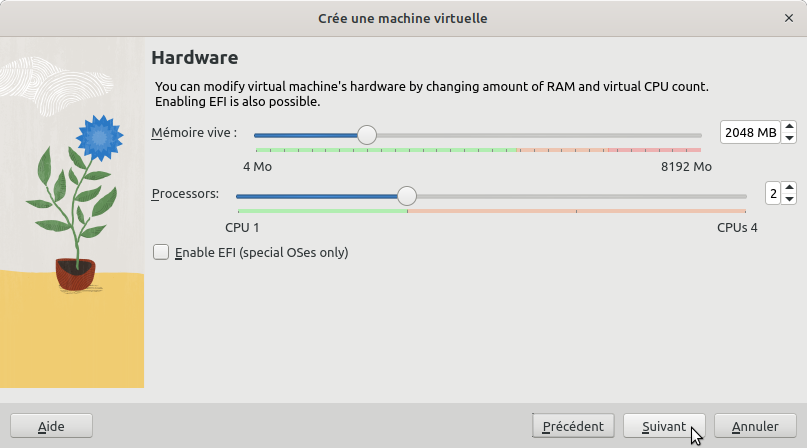 Crée une machine virtuelle
Hardware
You can modify virtual machine's hardware by changing amount of RAM and virtual CPU count.
Enabling EFI is also possible.
Mémoire vive : 2048 MB
4 Mo 8192 Mo
Processors: 2
CPU 1 CPUs 4
Enable EFI (special OSes only)
Aide Précédent Suivant Annuler